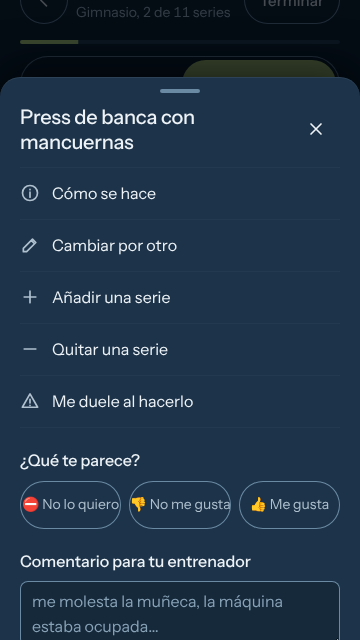 Terminar
Gimnasio, 2 de 11 series
Press de banca con
mancuernas
Cómo se hace
Cambiar por otro
Añadir una serie
Quitar una serie
Me duele al hacerlo
¿Qué te parece?
⛔ No lo quiero
👎 No me gusta
👍 Me gusta
Comentario para tu entrenador
me molesta la muñeca, la máquina
estaba ocupada...